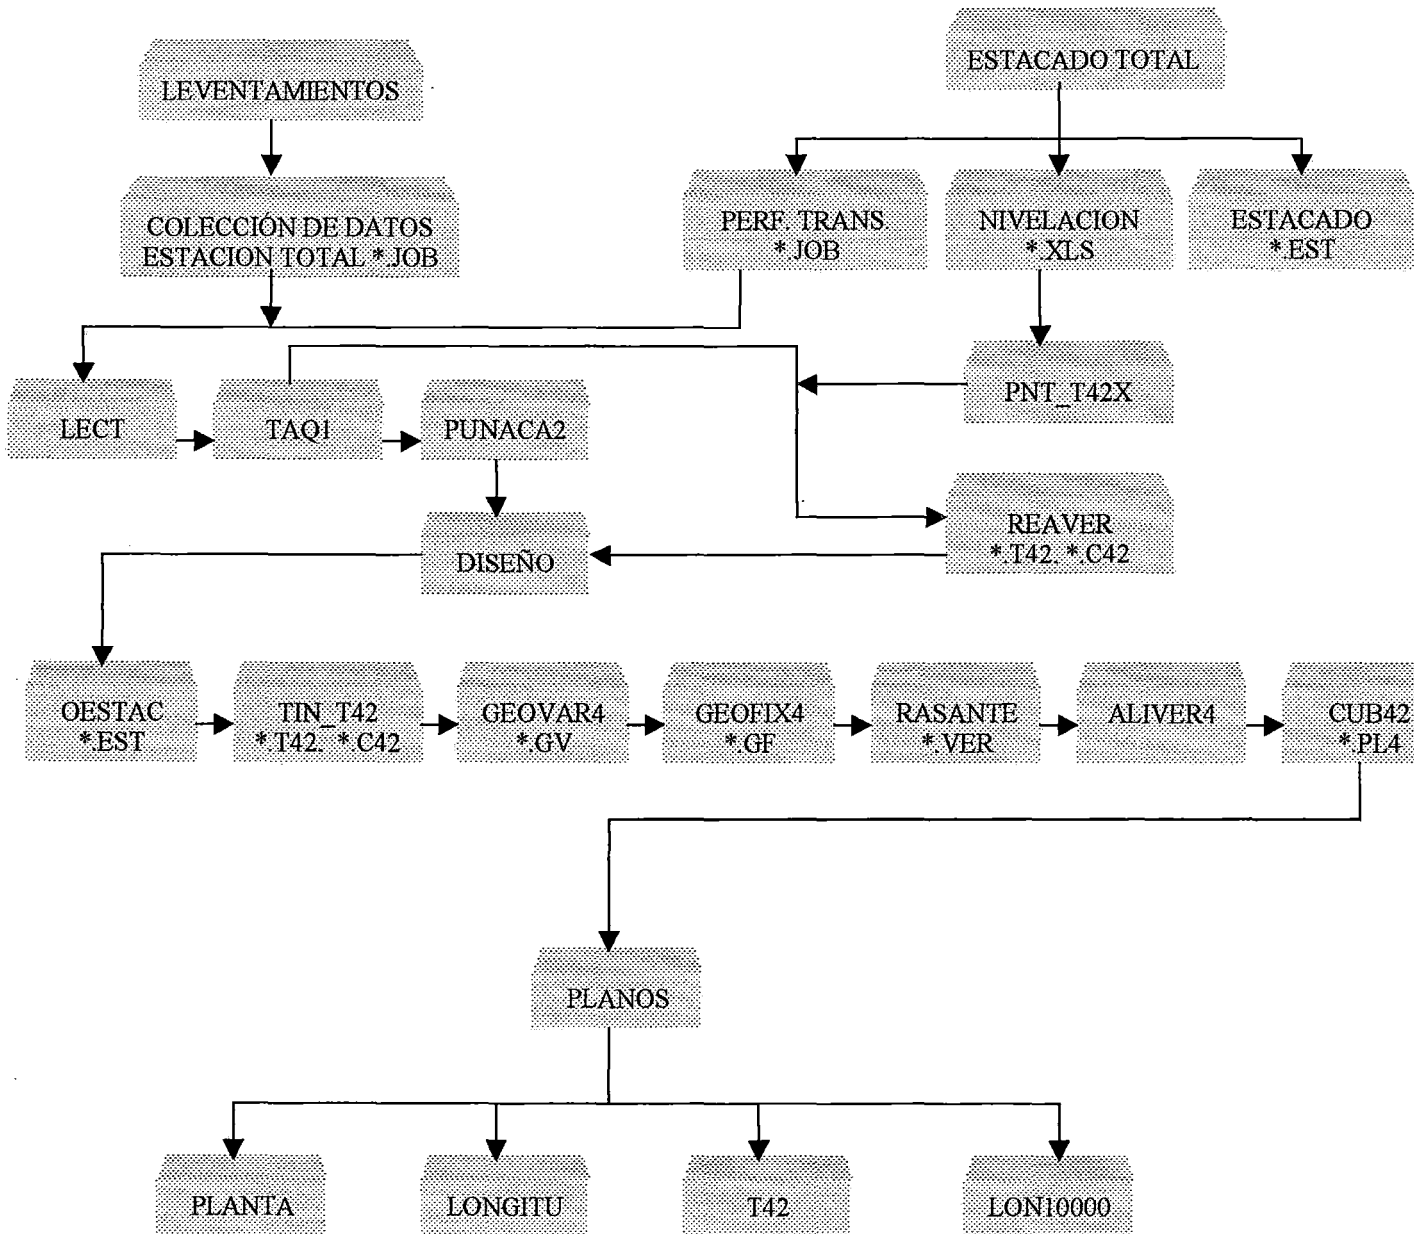 ESTACADO TOTAL
LEVENTAMIENTOS
COLECCIÓN DE DATOS
ESTACION TOTAL *.JOB
PERF. TRANS.
*.JOB
NIVELACION
*.XLS
ESTACADO
*.EST
PNT_T42X
LECT
TAQ1
PUNACA2
REAVER
*.T42. *.C42
DISEÑO
OESTAC
*.EST
TIN_T42
*.T42. *.C42
GEOVAR4
*.GV
GEOFIX4
*.GF
RASANTE
*.VER
ALIVER4
CUB42
*.PL4
PLANOS
PLANTA
LONGITU
T42
LON10000